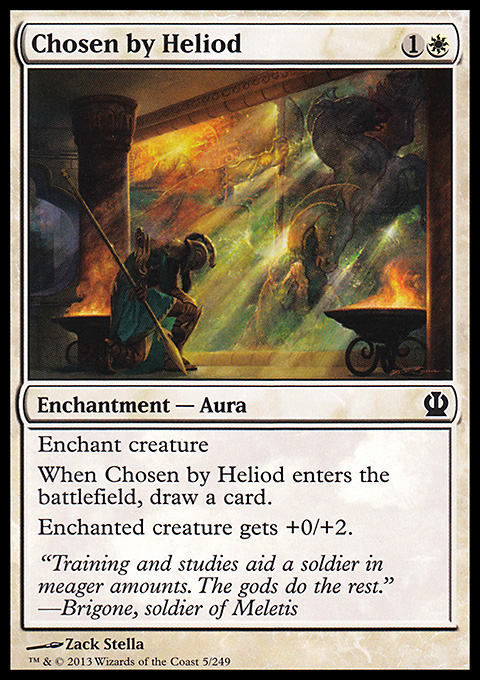 Chosen by Heliod 1
Enchantment — Aura
Enchant creature
When Chosen by Heliod enters the
battlefield, draw a card.
Enchanted creature gets +0/+2.
“Training and studies aid a soldier in
meager amounts. The gods do the rest.”
—Brigone, soldier of Meletis
Zack Stella
™ & © 2013 Wizards of the Coast 5/249